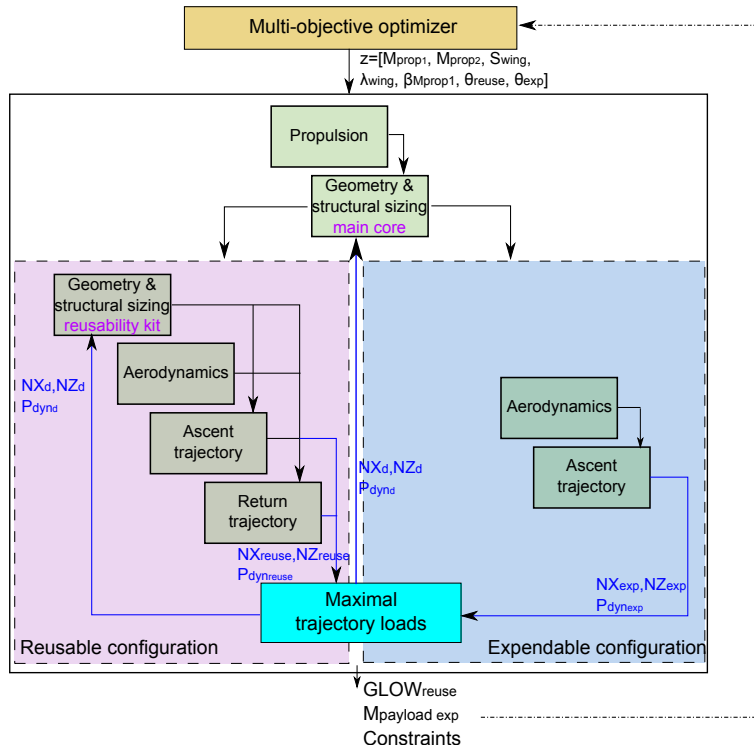 Multi-objective optimizer
z=[Mprop1, Mprop2, Swing,
λwing, βMprop1, θreuse, θexp]
Propulsion
Geometry &
structural sizing
main core
Geometry &
structural sizing
reusability kit
Aerodynamics
Ascent
trajectory
Return
trajectory
NXd,NZd
Pdynd
NXd,NZd
Pdynd
NXreuse,NZreuse
Pdynreuse
Aerodynamics
Ascent
trajectory
NXexp,NZexp
Pdynexp
Maximal
trajectory loads
Reusable configuration
Expendable configuration
GLOWreuse
Mpayload exp
Constraints